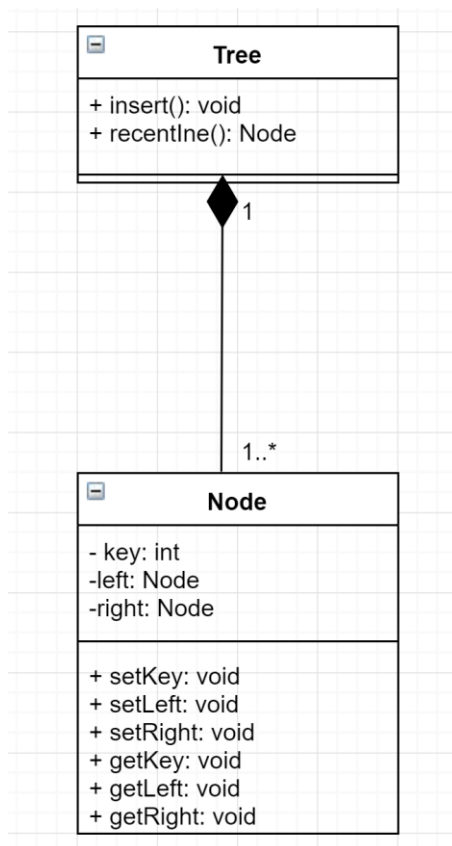 Tree
+ insert(): void
+ recentIne(): Node
1
1..*
Node
- key: int
-left: Node
-right: Node
+ setKey: void
+ setLeft: void
+ setRight: void
+ getKey: void
+ getLeft: void
+ getRight: void